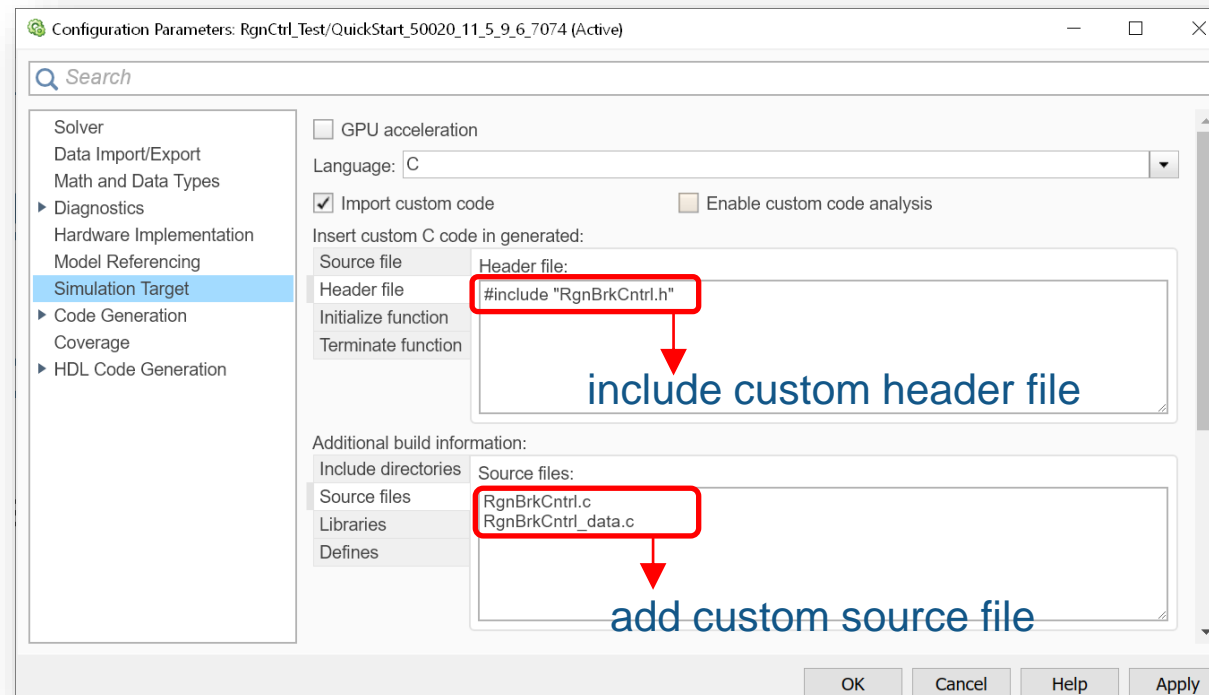 Configuration Parameters: RgnCtrl_Test/QuickStart_50020_11_5_9_6_7074 (Active)
Search
Solver
Data Import/Export
Math and Data Types
Diagnostics
Hardware Implementation
Model Referencing
Simulation Target
Code Generation
Coverage
HDL Code Generation
GPU acceleration
Language: C
Import custom code
Enable custom code analysis
Insert custom C code in generated:
Source file
Header file
Initialize function
Terminate function
Header file:
#include "RgnBrkCntrl.h"
include custom header file
Additional build information:
Include directories
Source files
Libraries
Defines
Source files:
RgnBrkCntrl.c
RgnBrkCntrl_data.c
add custom source file
OK
Cancel
Help
Apply